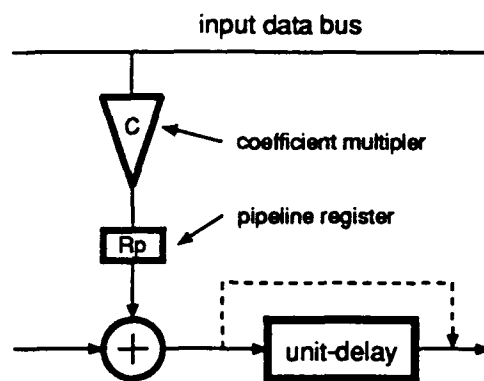 input data bus
C
coefficient multipler
pipeline register
Rp
+
unit-delay